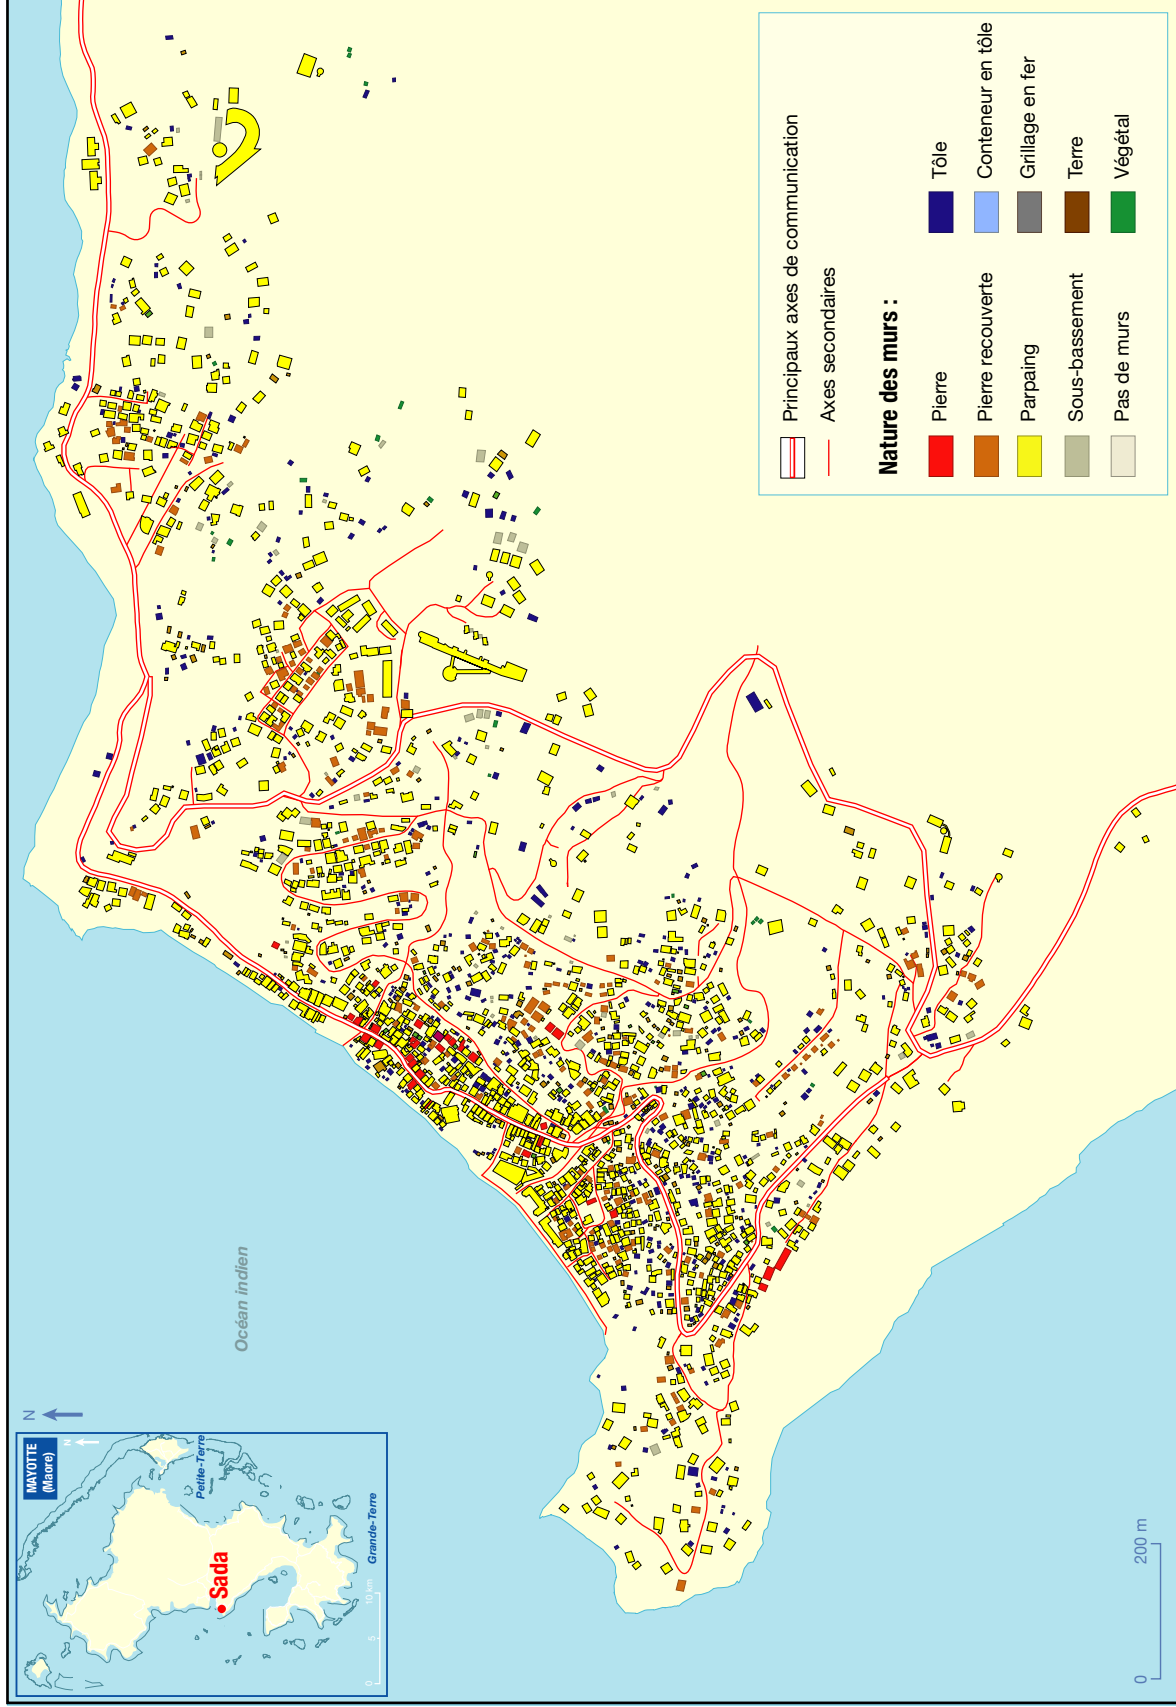 MAYOTTE
(Maore)
N
Petite-Terre
Sada
Grande-Terre
0 5 10 km
N
Océan indien
0 200 m
Principaux axes de communication
Axes secondaires
Nature des murs :
Pierre
Pierre recouverte
Parpaing
Sous-bassement
Pas de murs
Tôle
Conteneur en tôle
Grillage en fer
Terre
Végétal